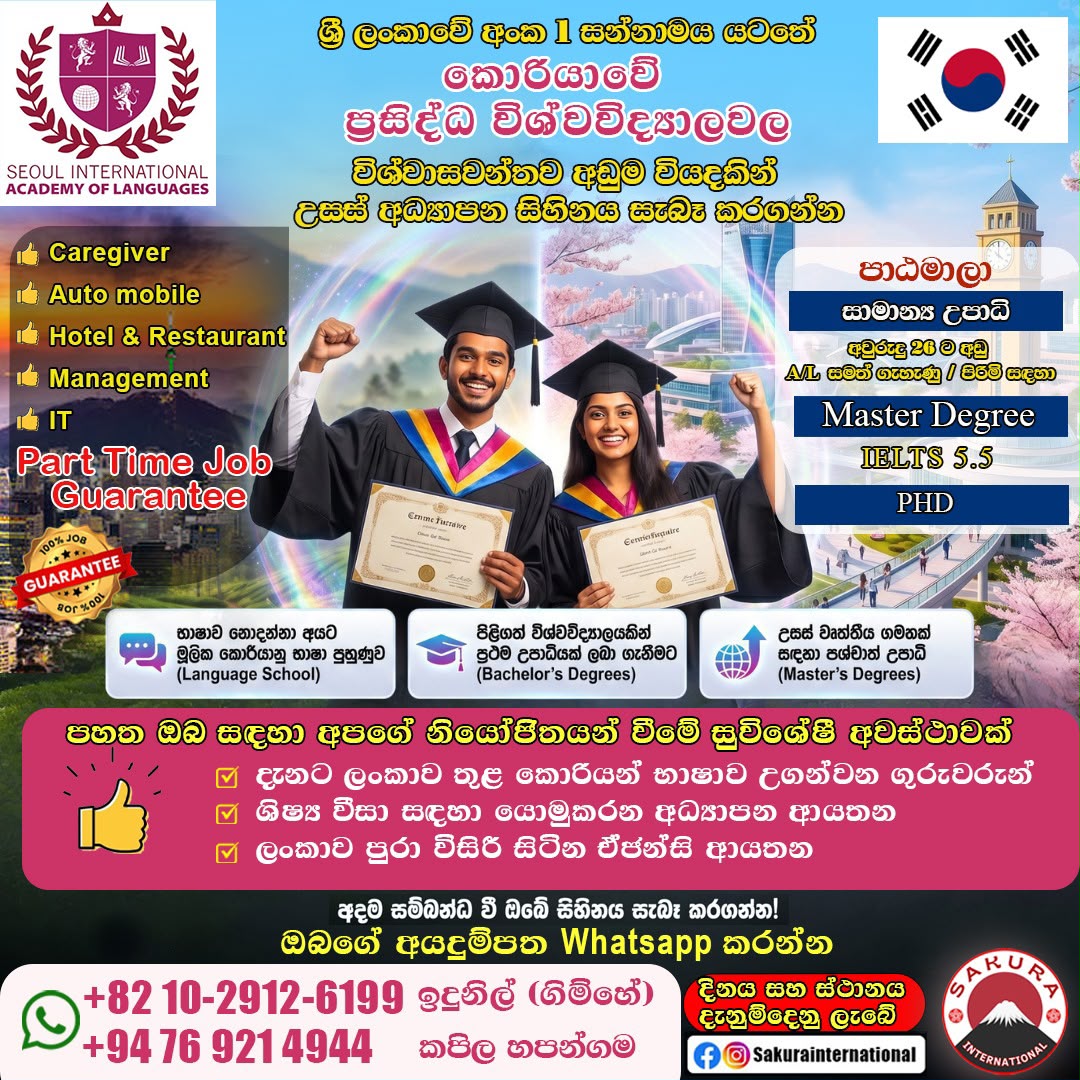 SEOUL INTERNATIONAL
ACADEMY OF LANGUAGES
ශ්‍රී ලංකාවේ අංක 1 සන්නාමය යටතේ
කොරියාවේ
ප්‍රසිද්ධ විශ්වවිද්‍යාලවල
විශ්වාසවන්තව අඩුම වියදකින්
උසස් අධ්‍යාපන සිහිනය සැබෑ කරගන්න
Caregiver
Auto mobile
Hotel & Restaurant
Management
IT
Part Time Job
Guarantee
100% JOB
GUARANTEE
100% JOB
පාඨමාලා
සාමාන්‍ය උපාධි
අවුරුදු 26 ට අඩු
A/L සමත් ගැහැණු / පිරිමි සඳහා
Master Degree
IELTS 5.5
PHD
භාෂාව නොදන්නා අයට
මූලික කොරියානු භාෂා පුහුණුව
(Language School)
පිළිගත් විශ්වවිද්‍යාලයකින්
ප්‍රථම උපාධියක් ලබා ගැනීමට
(Bachelor's Degrees)
උසස් වෘත්තීය ගමනක්
සඳහා පශ්චාත් උපාධි
(Master's Degrees)
පහත ඔබ සඳහා අපගේ නියෝජිතයන් වීමේ සුවිශේෂී අවස්ථාවක්
දැනට ලංකාව තුළ කොරියන් භාෂාව උගන්වන ගුරුවරුන්
ශිෂ්‍ය වීසා සඳහා යොමුකරන අධ්‍යාපන ආයතන
ලංකාව පුරා විසිරී සිටින ඒජන්සි ආයතන
අදම සම්බන්ධ වී ඔබේ සිහිනය සැබෑ කරගන්න!
ඔබගේ අයදුම්පත Whatsapp කරන්න
+82 10-2912-6199 ඉදුනිල් (ගිම්හේ)
+94 76 921 4944 කපිල හපන්ගම
දිනය සහ ස්ථානය
දැනුම්දෙනු ලැබේ
Sakurainternational
SAKURA
INTERNATIONAL